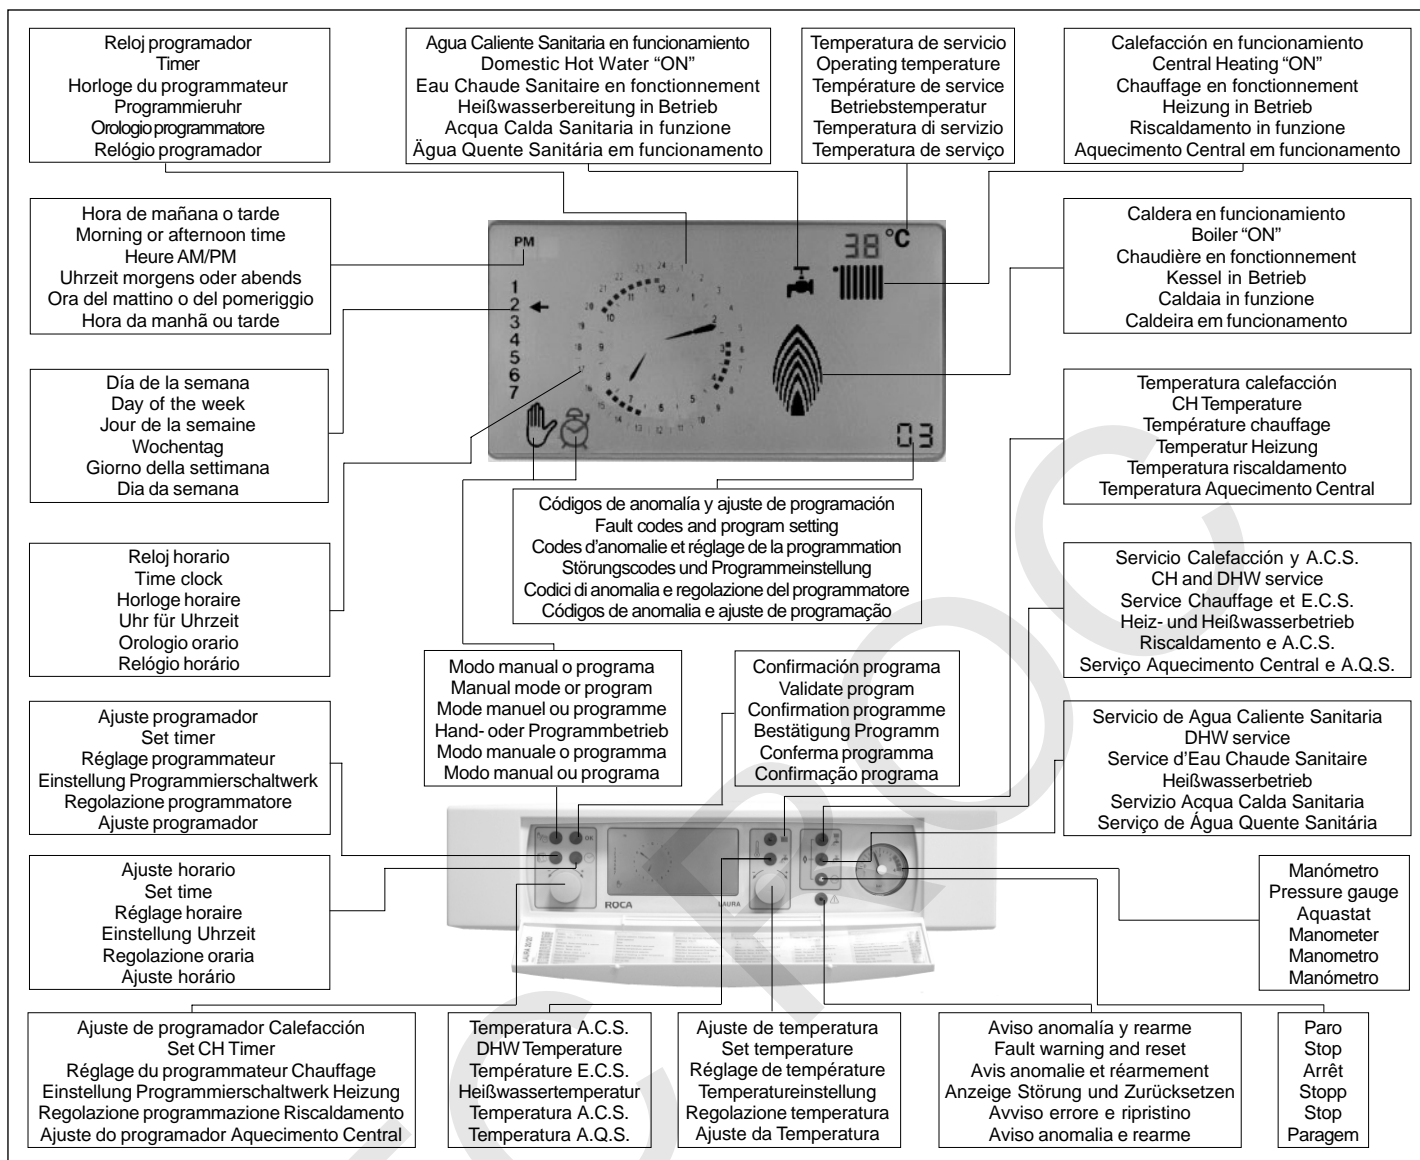 Reloj programador
Timer
Horloge du programmateur
Programmieruhr
Orologio programmatore
Relógio programador
Agua Caliente Sanitaria en funcionamiento
Domestic Hot Water “ON”
Eau Chaude Sanitaire en fonctionnement
Heißwasserbereitung in Betrieb
Acqua Calda Sanitaria in funzione
Ägua Quente Sanitária em funcionamento
Temperatura de servicio
Operating temperature
Température de service
Betriebstemperatur
Temperatura di servizio
Temperatura de serviço
Calefacción en funcionamiento
Central Heating “ON”
Chauffage en fonctionnement
Heizung in Betrieb
Riscaldamento in funzione
Aquecimento Central em funcionamento
Hora de mañana o tarde
Morning or afternoon time
Heure AM/PM
Uhrzeit morgens oder abends
Ora del mattino o del pomeriggio
Hora da manhã ou tarde
PM
38 °C
1
2
3
4
5
6
7
03
Caldera en funcionamiento
Boiler “ON”
Chaudière en fonctionnement
Kessel in Betrieb
Caldaia in funzione
Caldeira em funcionamento
Día de la semana
Day of the week
Jour de la semaine
Wochentag
Giorno della settimana
Dia da semana
Temperatura calefacción
CH Temperature
Température chauffage
Temperatur Heizung
Temperatura riscaldamento
Temperatura Aquecimento Central
Códigos de anomalía y ajuste de programación
Fault codes and program setting
Codes d’anomalie et réglage de la programmation
Störungscodes und Programmeinstellung
Codici di anomalia e regolazione del programmatore
Códigos de anomalia e ajuste de programação
Reloj horario
Time clock
Horloge horaire
Uhr für Uhrzeit
Orologio orario
Relógio horário
Servicio Calefacción y A.C.S.
CH and DHW service
Service Chauffage et E.C.S.
Heiz- und Heißwasserbetrieb
Riscaldamento e A.C.S.
Serviço Aquecimento Central e A.Q.S.
Modo manual o programa
Manual mode or program
Mode manuel ou programme
Hand- oder Programmbetrieb
Modo manuale o programma
Modo manual ou programa
Confirmación programa
Validate program
Confirmation programme
Bestätigung Programm
Conferma programma
Confirmação programa
Ajuste programador
Set timer
Réglage programmateur
Einstellung Programmierschaltwerk
Regolazione programmatore
Ajuste programador
Servicio de Agua Caliente Sanitaria
DHW service
Service d’Eau Chaude Sanitaire
Heißwasserbetrieb
Servizio Acqua Calda Sanitaria
Serviço de Água Quente Sanitária
OK
ROCA
LAURA
Ajuste horario
Set time
Réglage horaire
Einstellung Uhrzeit
Regolazione oraria
Ajuste horário
Manómetro
Pressure gauge
Aquastat
Manometer
Manometro
Manómetro
Ajuste de programador Calefacción
Set CH Timer
Réglage du programmateur Chauffage
Einstellung Programmierschaltwerk Heizung
Regolazione programmazione Riscaldamento
Ajuste do programador Aquecimento Central
Temperatura A.C.S.
DHW Temperature
Température E.C.S.
Heißwassertemperatur
Temperatura A.C.S.
Temperatura A.Q.S.
Ajuste de temperatura
Set temperature
Réglage de température
Temperatureinstellung
Regolazione temperatura
Ajuste da Temperatura
Aviso anomalía y rearme
Fault warning and reset
Avis anomalie et réarmement
Anzeige Störung und Zurücksetzen
Avviso errore e ripristino
Aviso anomalia e rearme
Paro
Stop
Arrêt
Stopp
Stop
Paragem